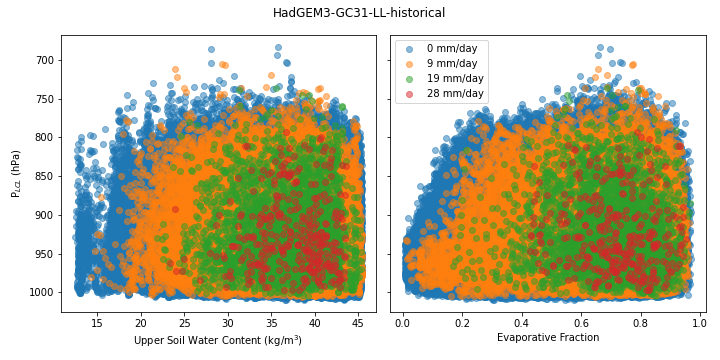 HadGEM3-GC31-LL-historical
P_LCL (hPa)
700
750
800
850
900
950
1000
15 20 25 30 35 40 45
Upper Soil Water Content (kg/m³)
0 mm/day
9 mm/day
19 mm/day
28 mm/day
0.0 0.2 0.4 0.6 0.8 1.0
Evaporative Fraction